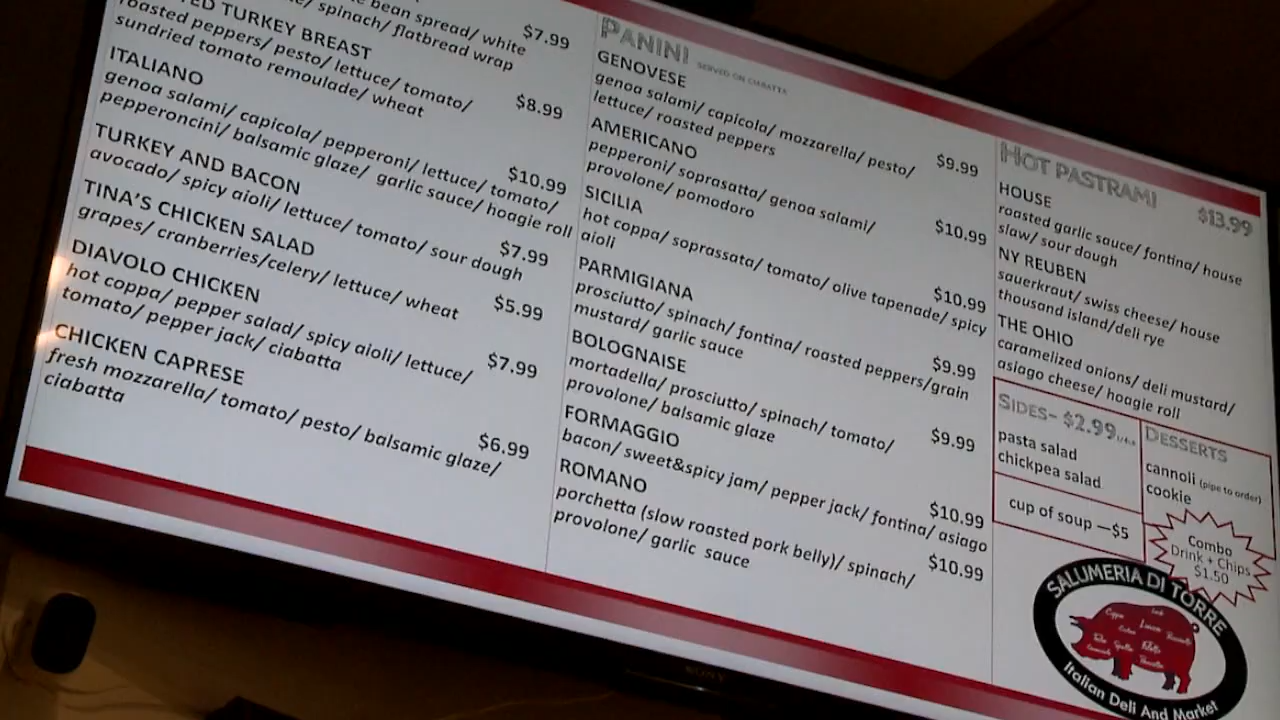 bean spread/ white
spinach/ flatbread wrap
$7.99
TURKEY BREAST
roasted peppers/ pesto/ lettuce/ tomato/
sundried tomato remoulade/ wheat
$8.99
ITALIANO
genoa salami/ capicola/ pepperoni/ lettuce/ tomato/
pepperoncini/ balsamic glaze/ garlic sauce/ hoagie roll
$10.99
TURKEY AND BACON
avocado/ spicy aioli/ lettuce/ tomato/ sour dough
$7.99
TINA'S CHICKEN SALAD
grapes/ cranberries/celery/ lettuce/ wheat
$5.99
DIAVOLO CHICKEN
hot coppa/ pepper salad/ spicy aioli/ lettuce/
tomato/ pepper jack/ ciabatta
$7.99
CHICKEN CAPRESE
fresh mozzarella/ tomato/ pesto/ balsamic glaze/
ciabatta
$6.99
PANINI SERVED ON CIABATTA
GENOVESE
genoa salami/ capicola/ mozzarella/ pesto/
lettuce/ roasted peppers
$9.99
AMERICANO
pepperoni/ soprasatta/ genoa salami/
provolone/ pomodoro
$10.99
SICILIA
hot coppa/ soprassata/ tomato/ olive tapenade/ spicy
aioli
$10.99
PARMIGIANA
prosciutto/ spinach/ fontina/ roasted peppers/grain
mustard/ garlic sauce
$9.99
BOLOGNAISE
mortadella/ prosciutto/ spinach/ tomato/
provolone/ balsamic glaze
$9.99
FORMAGGIO
bacon/ sweet&spicy jam/ pepper jack/ fontina/ asiago
$10.99
ROMANO
porchetta (slow roasted pork belly)/ spinach/
provolone/ garlic sauce
$10.99
HOT PASTRAMI
$13.99
HOUSE
roasted garlic sauce/ fontina/ house
slaw/ sour dough
NY REUBEN
sauerkraut/ swiss cheese/ house
thousand island/deli rye
THE OHIO
caramelized onions/ deli mustard/
asiago cheese/ hoagie roll
SIDES- $2.99
pasta salad
chickpea salad
cup of soup —$5
DESSERTS
cannoli (pipe to order)
cookie
Combo
Drink + Chips
$1.50
SALUMERIA DI TORRE
Italian Deli And Market
SONY